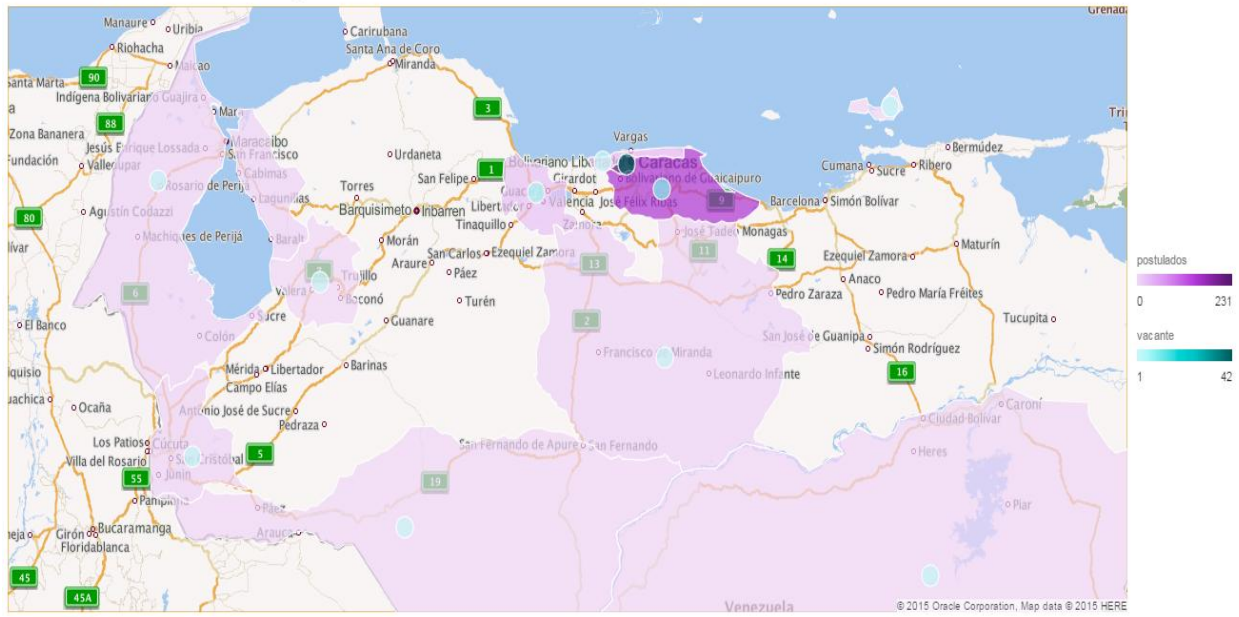 Manaure
Uribia
Caririubana
Grenad
Riohacha
Santa Ana de Coro
Miranda
Maicao
Santa Marta
90
Indígena Bolivariano Guajira
3
Mara
88
Zona Bananera
Jesús Enrique Lossada
Maracaibo
San Francisco
Fundación
Valledupar
Urdaneta
Vargas
Bermúdez
Cabimas
1
Caracas
Cumana
Ribero
Sucre
Rosario de Perijá
San Felipe
Girardot
Bolivariano de Guaicaipuro
Torres
Lagunillas
Valencia
José Félix Ribas
9
Barcelona
Simón Bolívar
80
Agustín Codazzi
Barquisimeto
Iribarren
Libertador
Tinaquillo
Zamora
Machiques de Perijá
Baralt
Morán
San Carlos
Ezequiel Zamora
José Tadeo Monagas
11
14
Maturín
Araure
Páez
13
Ezequiel Zamora
Trujillo
Valera
Boconó
Anaco
6
Turén
Pedro Zaraza
Pedro María Fréites
Sucre
2
Guanare
El Banco
Colón
San José de Guanipa
Tucupita
Francisco de Miranda
Simón Rodríguez
Mérida
Libertador
Barinas
Leonardo Infante
16
Campo Elías
Ocaña
Antonio José de Sucre
Caroní
Pedraza
Ciudad Bolívar
Los Patios
Cúcuta
San Fernando de Apure
San Fernando
Villa del Rosario
San Cristóbal
5
Heres
Junín
55
19
Pamplona
Páez
Piar
Bucaramanga
Girón
Arauca
Floridablanca
45
45A
Venezuela
© 2015 Oracle Corporation, Map data © 2015 HERE
postulados
0 231
vacante
1 42